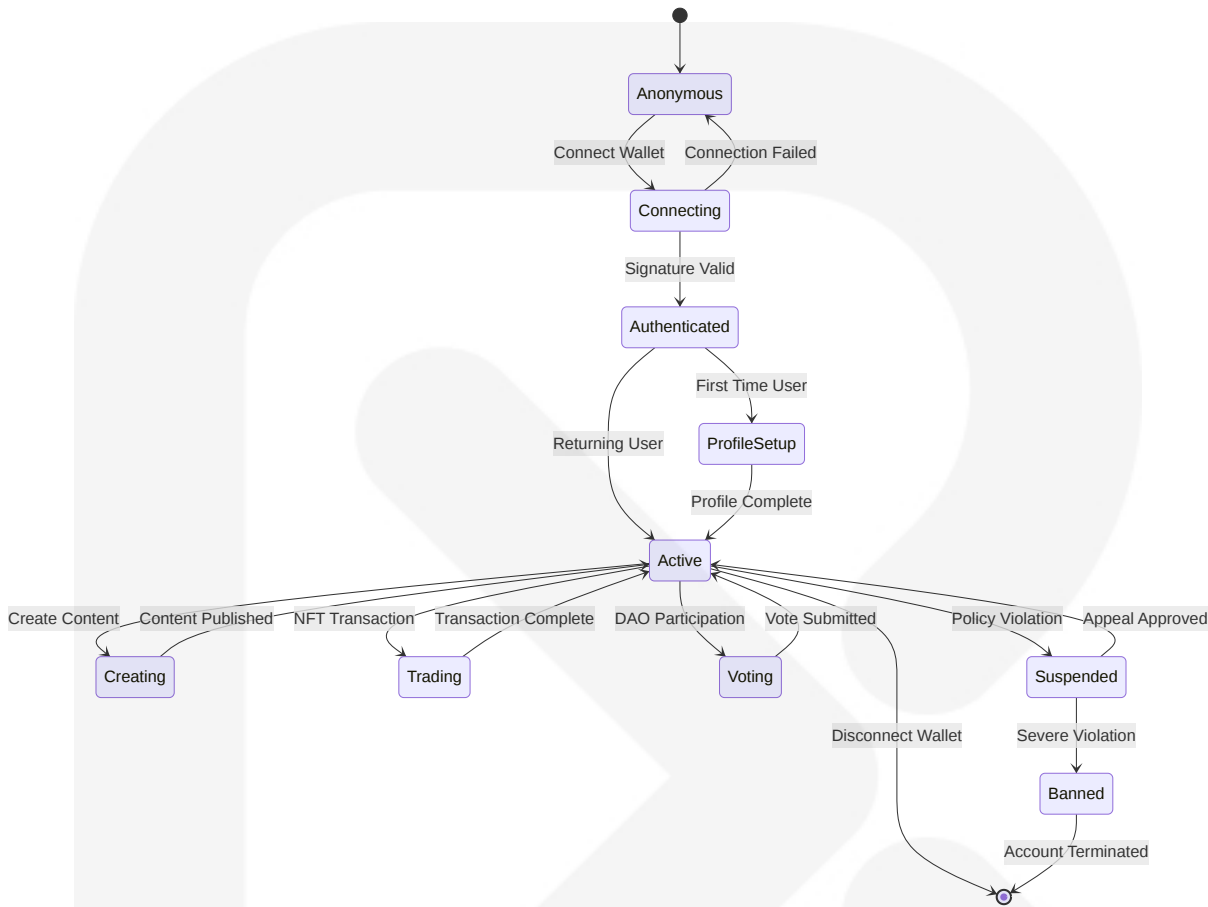 Anonymous
Connect Wallet
Connection Failed
Connecting
Signature Valid
Authenticated
First Time User
Returning User
ProfileSetup
Profile Complete
Active
Create Content
Content Published
NFT Transaction
Transaction Complete
DAO Participation
Vote Submitted
Policy Violation
Appeal Approved
Creating
Trading
Voting
Suspended
Disconnect Wallet
Severe Violation
Banned
Account Terminated